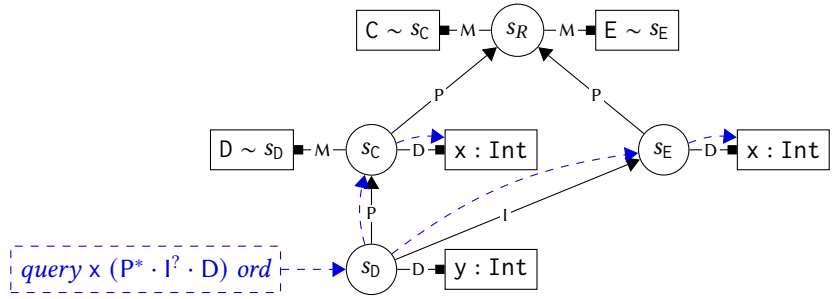 C ~ s_C M s_R M E ~ s_E
P P
D ~ s_D M s_C D x : Int s_E D x : Int
P I
query x (P* · I? · D) ord s_D D y : Int